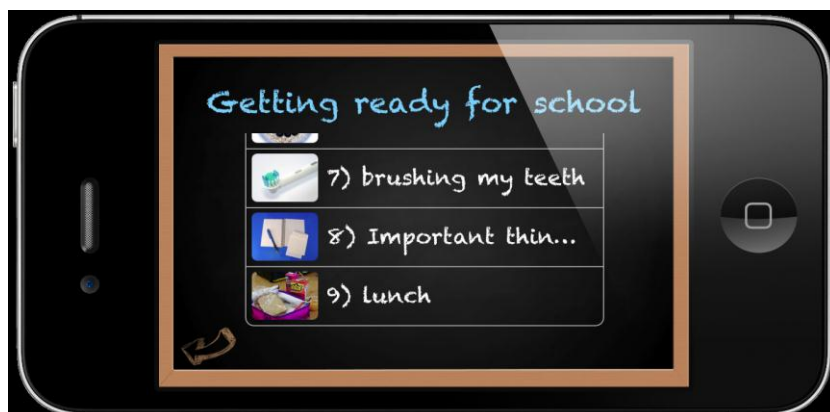 Getting ready for school
7) brushing my teeth
8) Important thin...
9) lunch